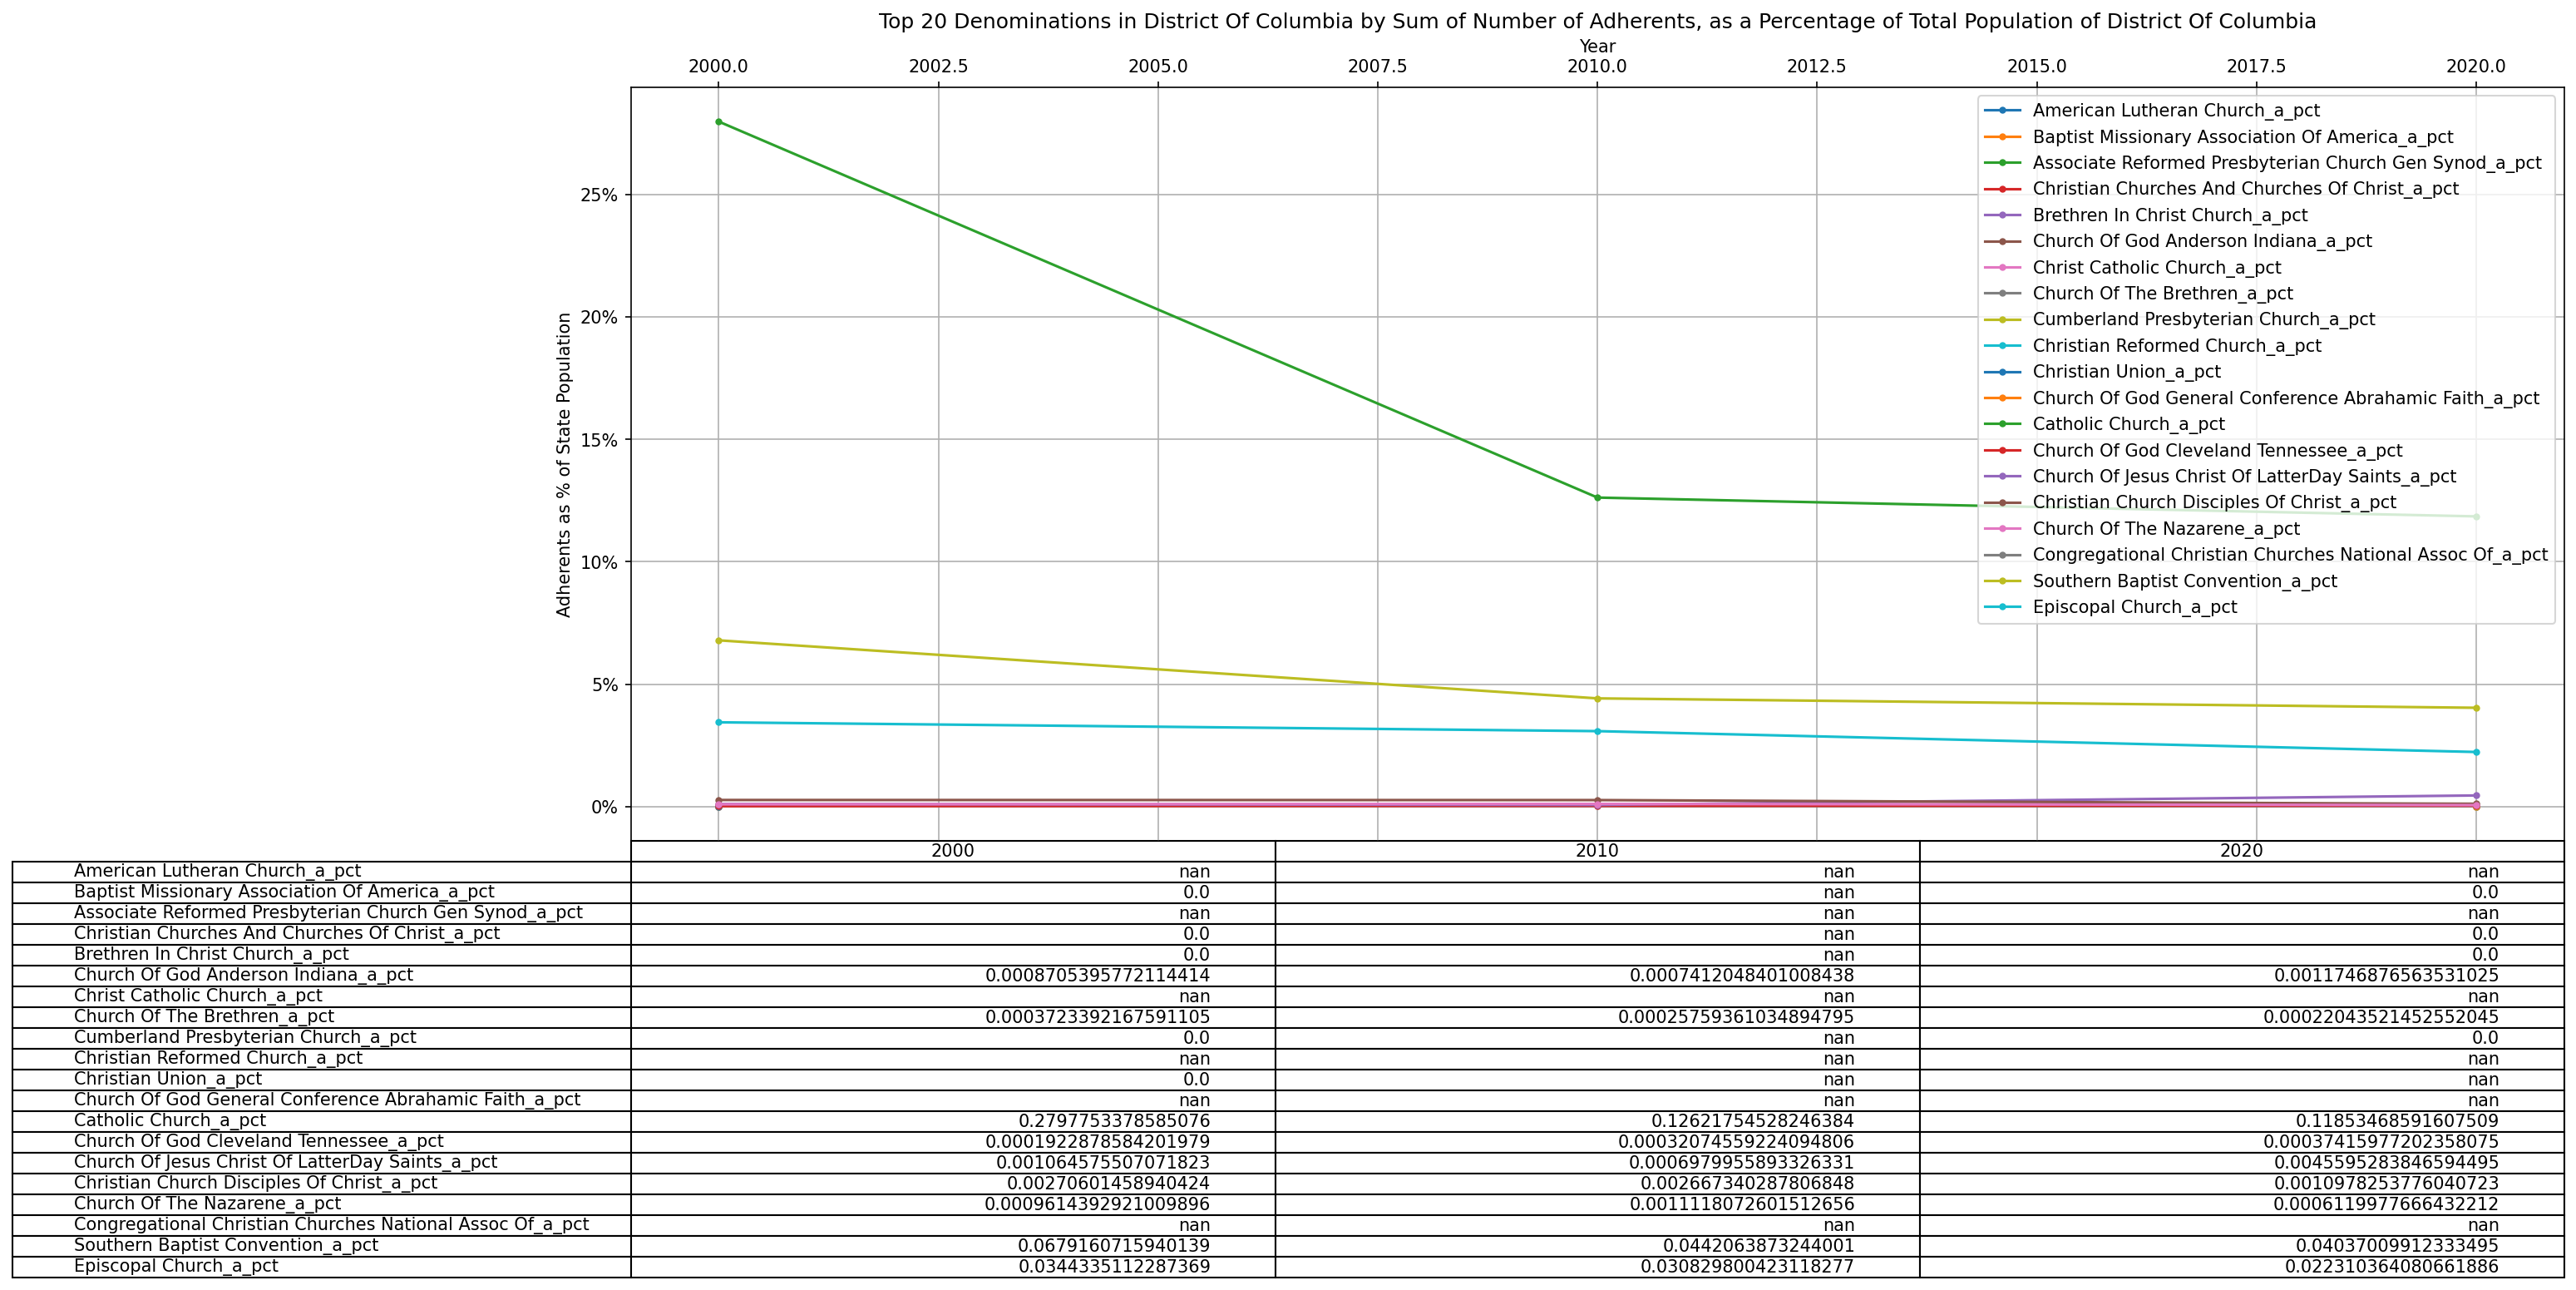 Top 20 Denominations in District Of Columbia by Sum of Number of Adherents, as a Percentage of Total Population of District Of Columbia
Year
2000.0 2002.5 2005.0 2007.5 2010.0 2012.5 2015.0 2017.5 2020.0
Adherents as % of State Population
25%
20%
15%
10%
5%
0%
American Lutheran Church_a_pct
Baptist Missionary Association Of America_a_pct
Associate Reformed Presbyterian Church Gen Synod_a_pct
Christian Churches And Churches Of Christ_a_pct
Brethren In Christ Church_a_pct
Church Of God Anderson Indiana_a_pct
Christ Catholic Church_a_pct
Church Of The Brethren_a_pct
Cumberland Presbyterian Church_a_pct
Christian Reformed Church_a_pct
Christian Union_a_pct
Church Of God General Conference Abrahamic Faith_a_pct
Catholic Church_a_pct
Church Of God Cleveland Tennessee_a_pct
Church Of Jesus Christ Of LatterDay Saints_a_pct
Christian Church Disciples Of Christ_a_pct
Church Of The Nazarene_a_pct
Congregational Christian Churches National Assoc Of_a_pct
Southern Baptist Convention_a_pct
Episcopal Church_a_pct
2000 2010 2020
American Lutheran Church_a_pct nan nan nan
Baptist Missionary Association Of America_a_pct 0.0 nan 0.0
Associate Reformed Presbyterian Church Gen Synod_a_pct nan nan nan
Christian Churches And Churches Of Christ_a_pct 0.0 nan 0.0
Brethren In Christ Church_a_pct 0.0 nan 0.0
Church Of God Anderson Indiana_a_pct 0.0008705395772114414 0.0007412048401008438 0.0011746876563531025
Christ Catholic Church_a_pct nan nan nan
Church Of The Brethren_a_pct 0.0003723392167591105 0.00025759361034894795 0.00022043521452552045
Cumberland Presbyterian Church_a_pct 0.0 nan 0.0
Christian Reformed Church_a_pct nan nan nan
Christian Union_a_pct 0.0 nan nan
Church Of God General Conference Abrahamic Faith_a_pct nan nan nan
Catholic Church_a_pct 0.2797753378585076 0.12621754528246384 0.11853468591607509
Church Of God Cleveland Tennessee_a_pct 0.0001922878584201979 0.00032074559224094806 0.00037415977202358075
Church Of Jesus Christ Of LatterDay Saints_a_pct 0.001064575507071823 0.0006979955893326331 0.0045595283846594495
Christian Church Disciples Of Christ_a_pct 0.00270601458940424 0.002667340287806848 0.0010978253776040723
Church Of The Nazarene_a_pct 0.0009614392921009896 0.0011118072601512656 0.0006119977666432212
Congregational Christian Churches National Assoc Of_a_pct nan nan nan
Southern Baptist Convention_a_pct 0.0679160715940139 0.0442063873244001 0.04037009912333495
Episcopal Church_a_pct 0.0344335112287369 0.030829800423118277 0.022310364080661886